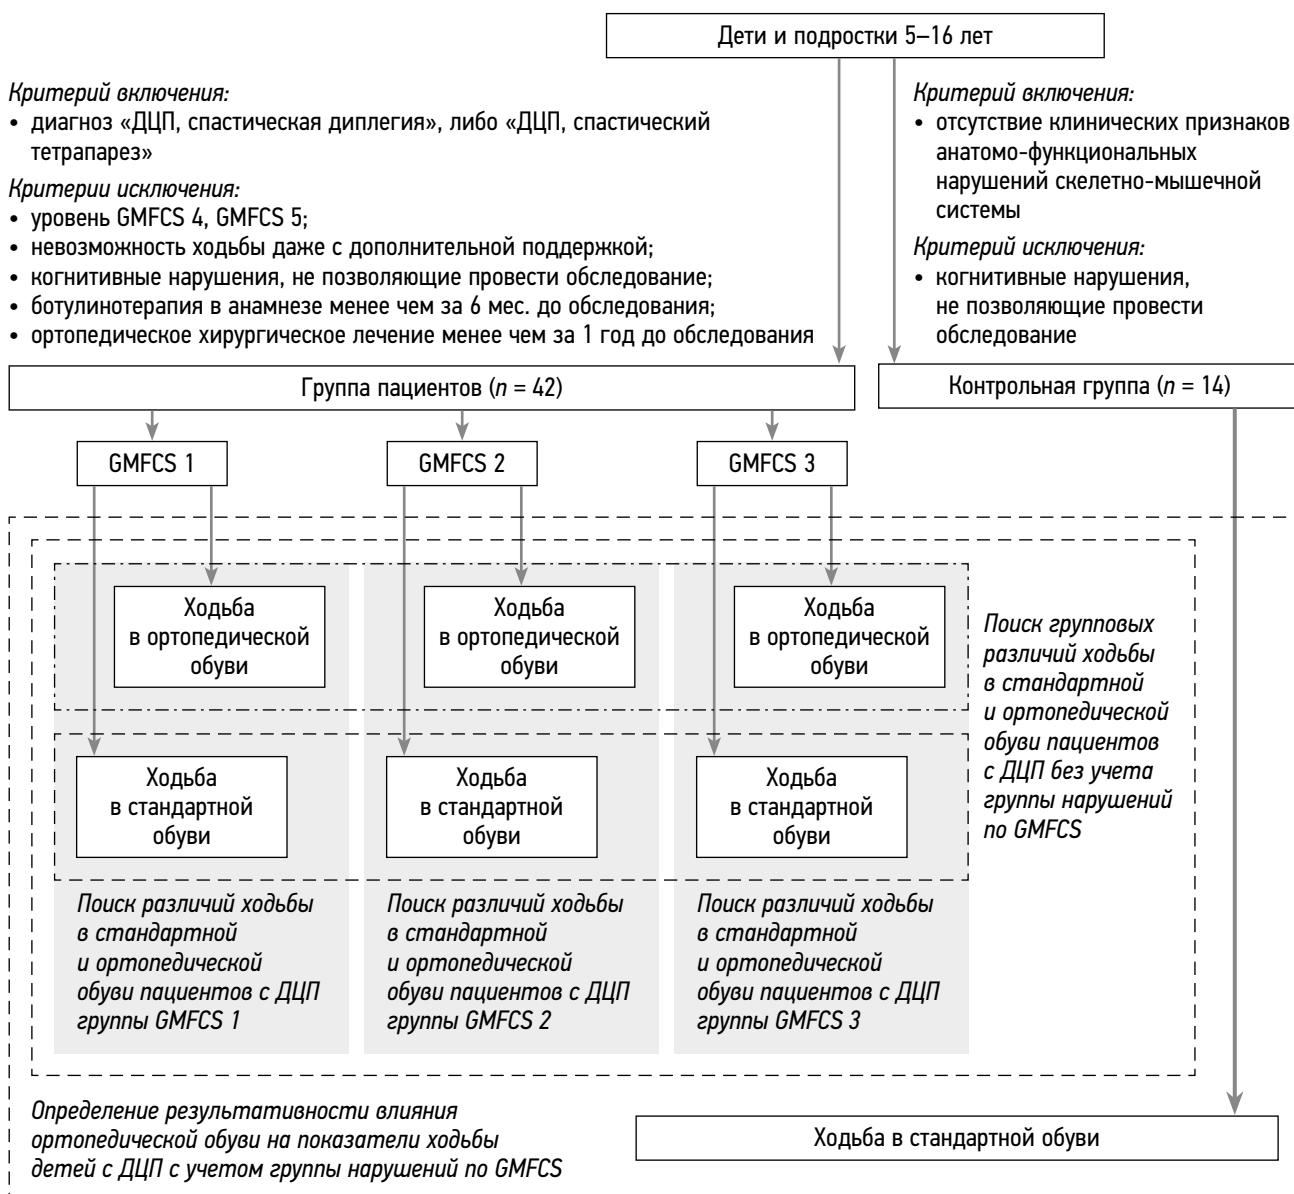 Дети и подростки 5–16 лет
Критерий включения:
• диагноз «ДЦП, спастическая диплегия», либо «ДЦП, спастический
тетрапарез»
Критерии исключения:
• уровень GMFCS 4, GMFCS 5;
• невозможность ходьбы даже с дополнительной поддержкой;
• когнитивные нарушения, не позволяющие провести обследование;
• ботулинотерапия в анамнезе менее чем за 6 мес. до обследования;
• ортопедическое хирургическое лечение менее чем за 1 год до обследования
Критерий включения:
• отсутствие клинических признаков
анатомо-функциональных
нарушений скелетно-мышечной
системы
Критерий исключения:
• когнитивные нарушения,
не позволяющие провести
обследование
Группа пациентов (n = 42)
Контрольная группа (n = 14)
GMFCS 1
GMFCS 2
GMFCS 3
Ходьба
в ортопедической
обуви
Ходьба
в ортопедической
обуви
Ходьба
в ортопедической
обуви
Поиск групповых
различий ходьбы
в стандартной
и ортопедической
обуви пациентов
с ДЦП без учета
группы нарушений
по GMFCS
Ходьба
в стандартной
обуви
Ходьба
в стандартной
обуви
Ходьба
в стандартной
обуви
Поиск различий ходьбы
в стандартной
и ортопедической
обуви пациентов с ДЦП
группы GMFCS 1
Поиск различий ходьбы
в стандартной
и ортопедической
обуви пациентов с ДЦП
группы GMFCS 2
Поиск различий ходьбы
в стандартной
и ортопедической
обуви пациентов с ДЦП
группы GMFCS 3
Определение результативности влияния
ортопедической обуви на показатели ходьбы
детей с ДЦП с учетом группы нарушений по GMFCS
Ходьба в стандартной обуви